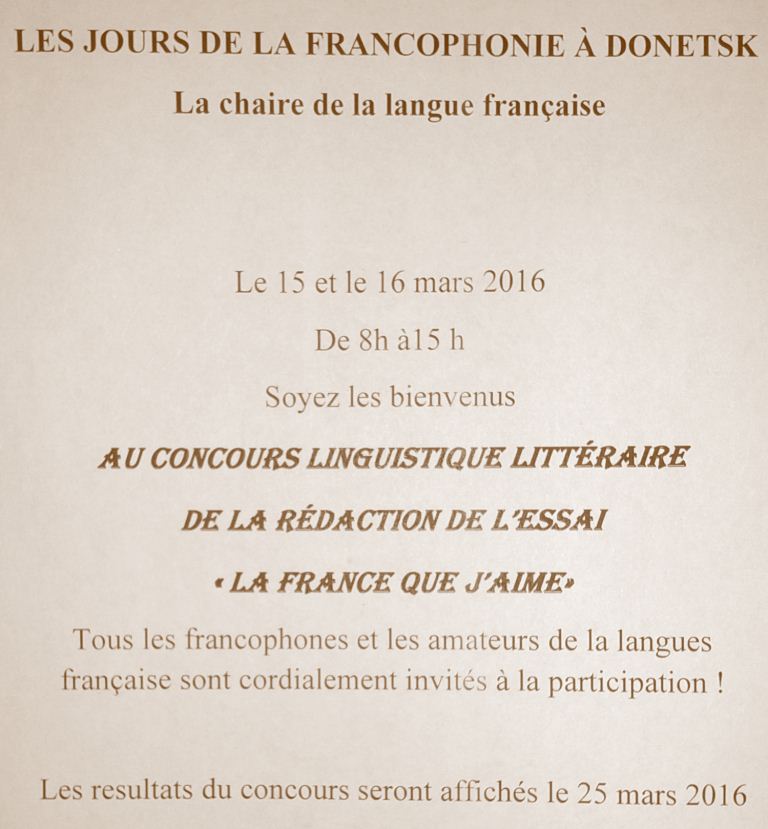 LES JOURS DE LA FRANCOPHONIE À DONETSK
La chaire de la langue française
Le 15 et le 16 mars 2016
De 8h à15 h
Soyez les bienvenus
AU CONCOURS LINGUISTIQUE LITTÉRAIRE
DE LA RÉDACTION DE L'ESSAI
« LA FRANCE QUE J'AIME»
Tous les francophones et les amateurs de la langues
française sont cordialement invités à la participation !
Les resultats du concours seront affichés le 25 mars 2016